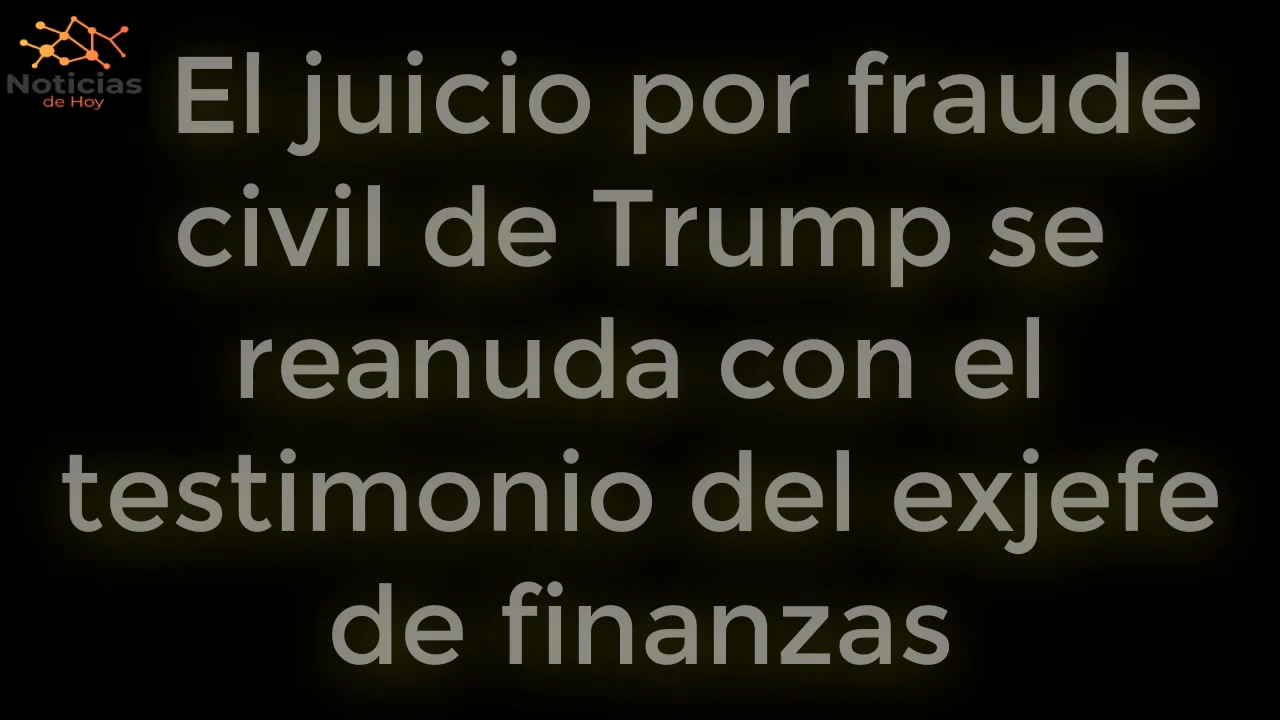 Noticias
de Hoy
El juicio por fraude
civil de Trump se
reanuda con el
testimonio del exjefe
de finanzas